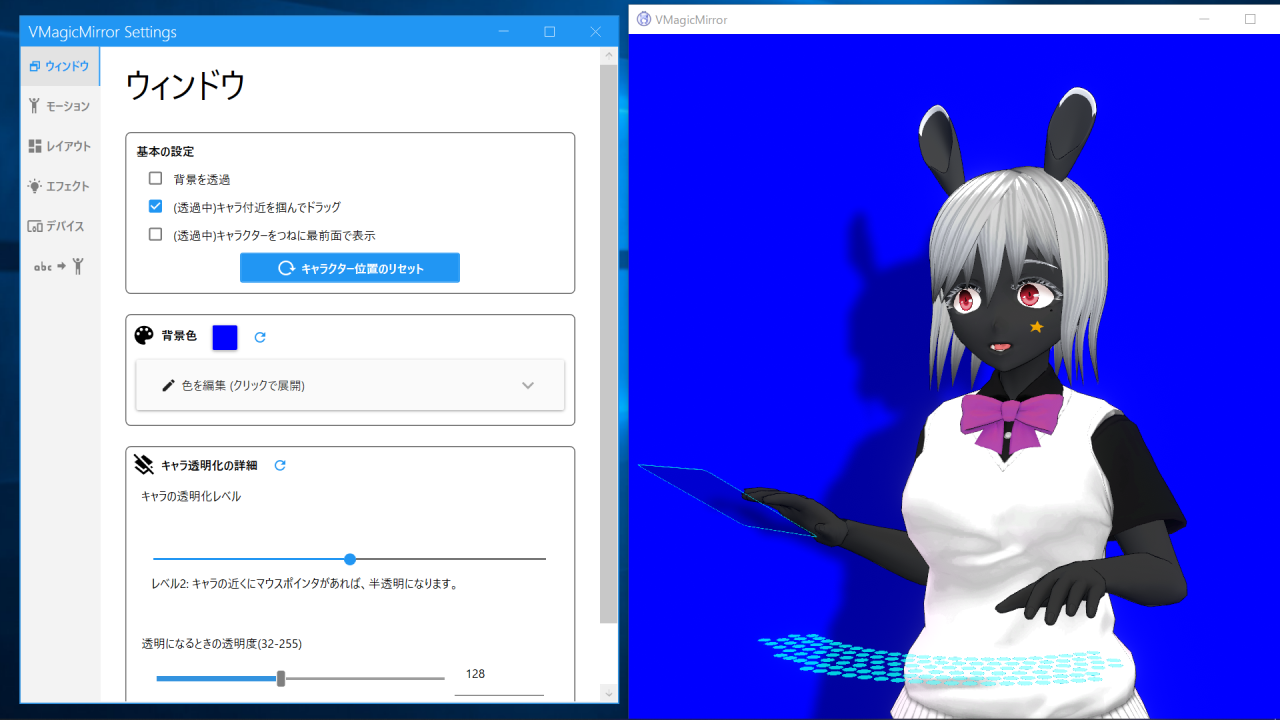 VMagicMirror Settings
ウィンドウ
モーション
レイアウト
エフェクト
デバイス
abc
ウィンドウ
基本の設定
背景を透過
(透過中)キャラ付近を掴んでドラッグ
(透過中)キャラクターをつねに最前面で表示
キャラクター位置のリセット
背景色
色を編集 (クリックで展開)
キャラ透明化の詳細
キャラの透明化レベル
レベル2: キャラの近くにマウスポインタがあれば、半透明になります。
透明になるときの透明度(32-255)
128
VMagicMirror